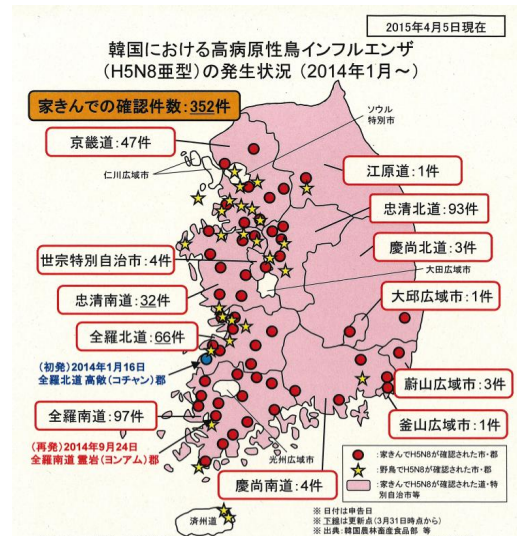 2015年4月5日現在
韓国における高病原性鳥インフルエンザ
(H5N8亜型)の発生状況 (2014年1月～)
家きんでの確認件数:352件
ソウル
特別市
京畿道:47件
江原道:1件
仁川広域市
忠清北道:93件
慶尚北道:3件
世宗特別自治市:4件
大田広域市
忠清南道:32件
大邱広域市:1件
全羅北道:66件
(初発)2014年1月16日
全羅北道 高敞(コチャン)郡
蔚山広域市:3件
全羅南道:97件
釜山広域市:1件
(再発)2014年9月24日
全羅南道 霊岩(ヨンアム)郡
光州広域市
慶尚南道:4件
:家きんでH5N8が確認された市・郡
:野鳥でH5N8が確認された市・郡
:家きんでH5N8が確認された道・特
別自治市等
済州道
※ 日付は申告日
※ 下線は更新点(3月31日時点から)
※ 出典:韓国農林畜産食品部 等